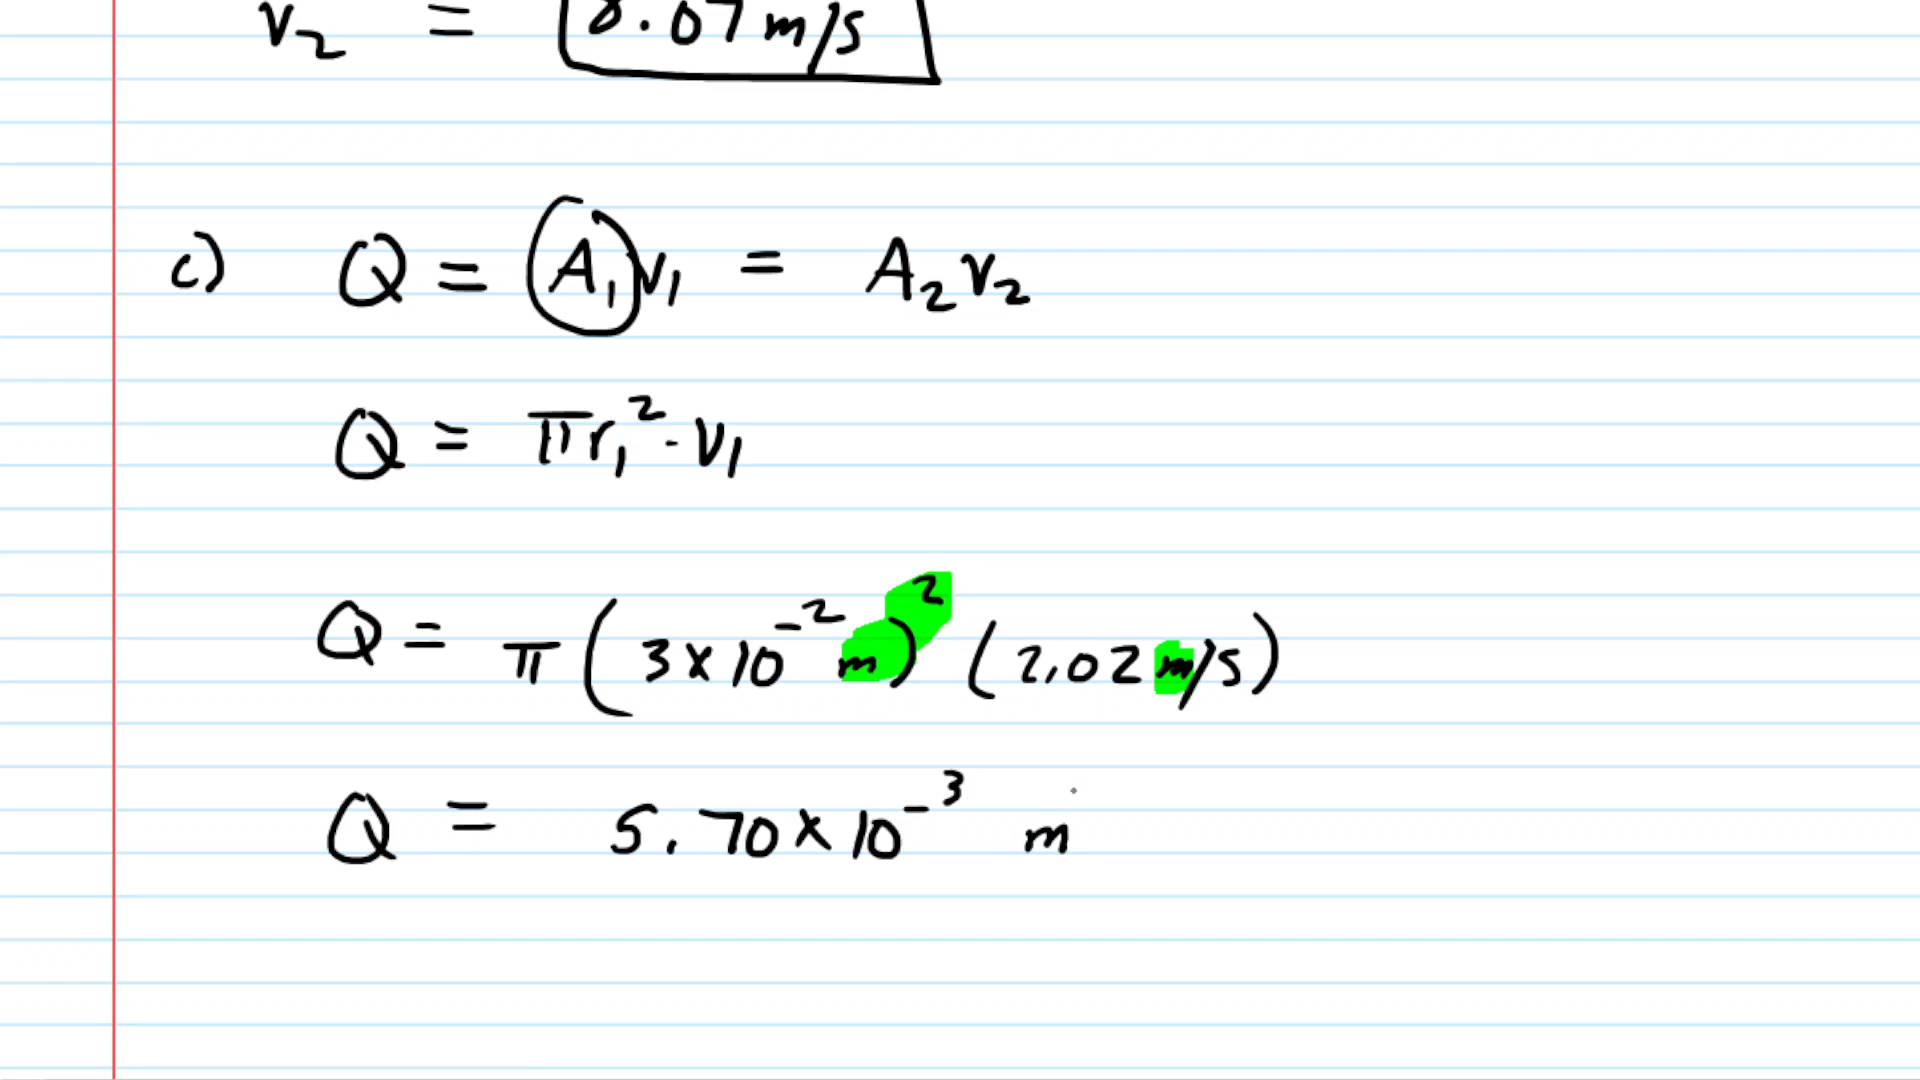 v₂ = 8.07 m/s
c) Q = A₁v₁ = A₂v₂
Q = πr₁² · v₁
Q = π(3×10⁻² m)² (2.02 m/s)
Q = 5.70×10⁻³ m